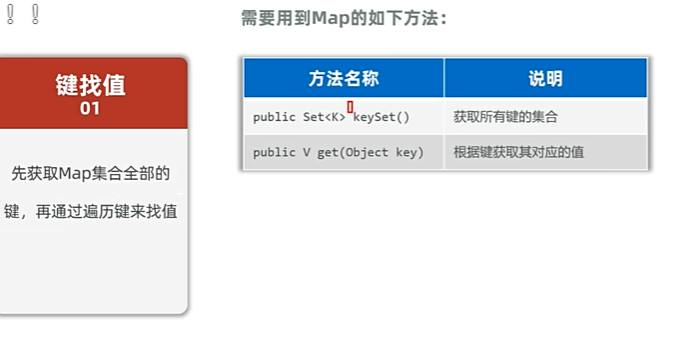 ！！
需要用到Map的如下方法：
键找值
01
先获取Map集合全部的
键，再通过遍历键来找值
方法名称 说明
public Set<K> keySet() 获取所有键的集合
public V get(Object key) 根据键获取其对应的值